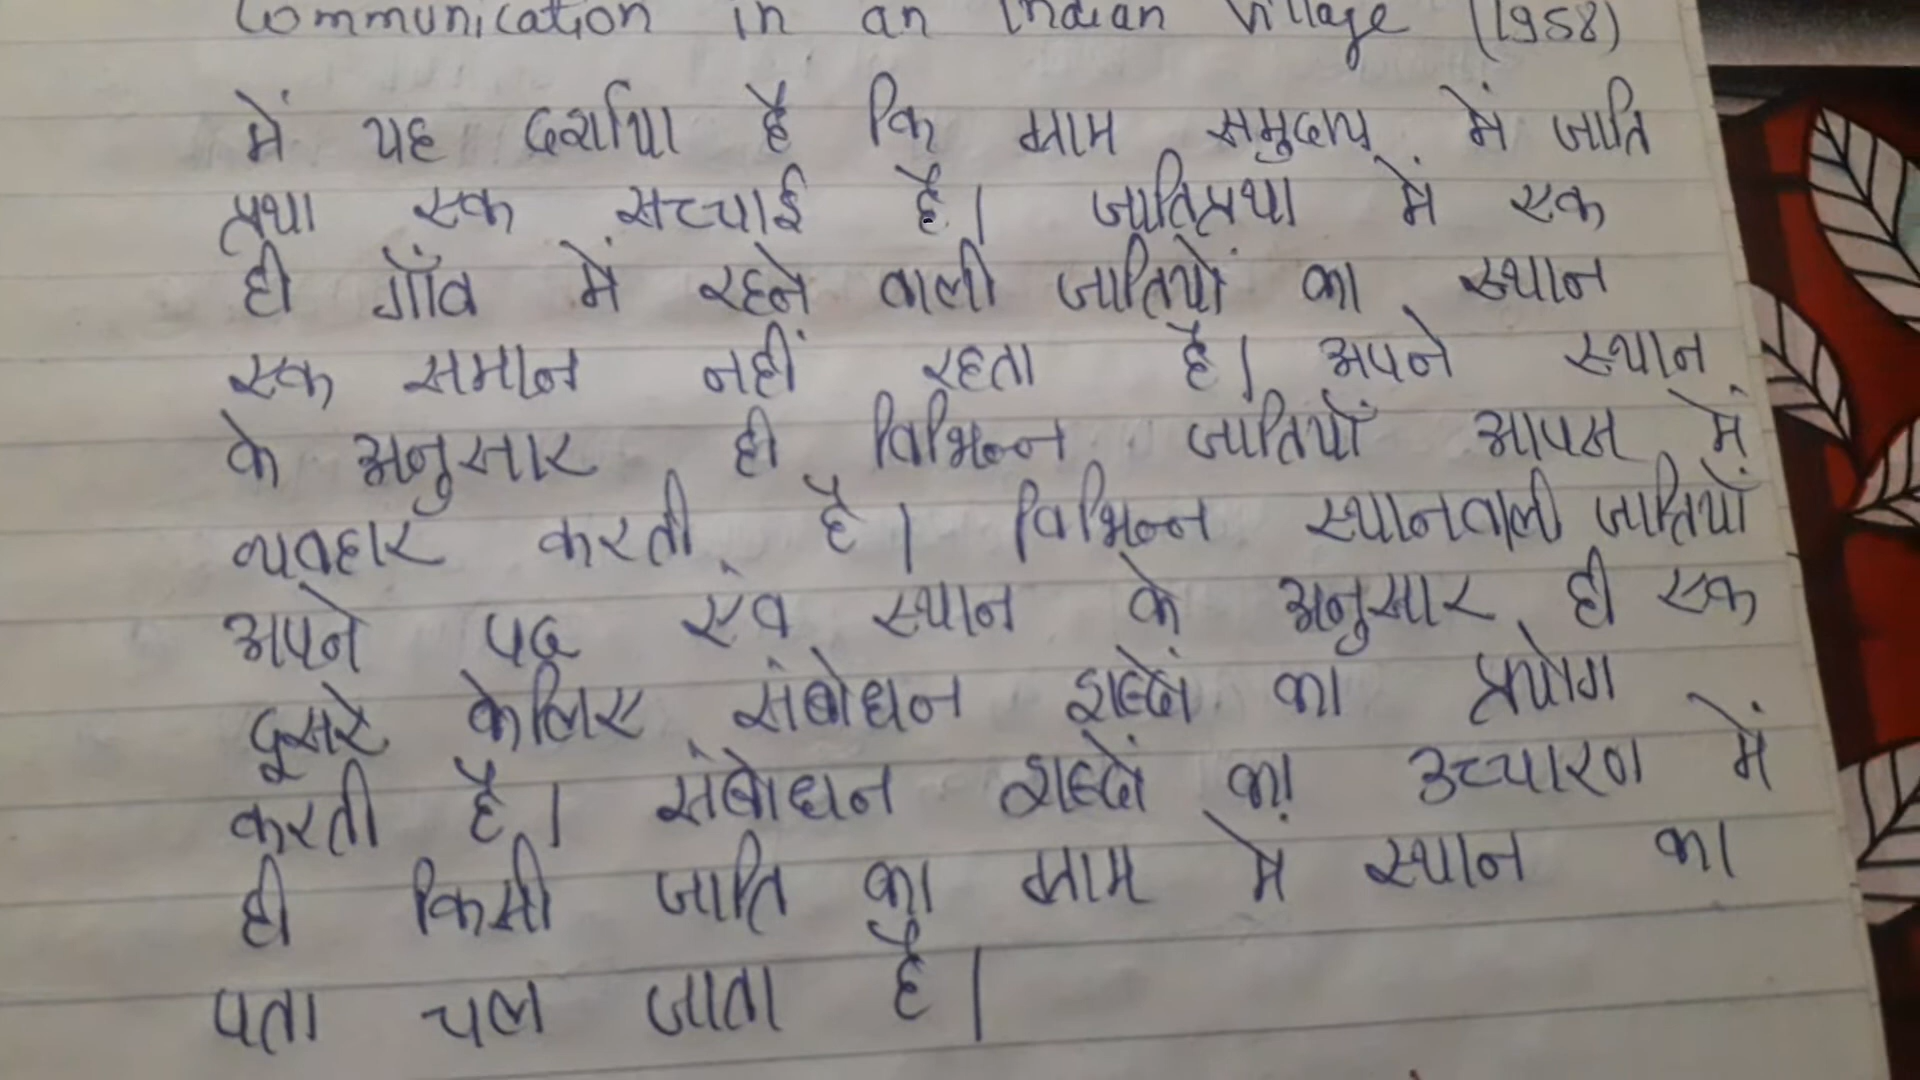 Communication in an Indian Village (1958)
में यह दर्शाया है कि ग्राम समुदाय में जाति
प्रथा एक सच्चाई है। जातिप्रथा में एक
ही गाँव में रहने वाली जातियों का स्थान
एक समान नहीं रहता है। अपने स्थान
के अनुसार ही विभिन्न जातियाँ आपस में
व्यवहार करती है। विभिन्न स्थानवाली जातियाँ
अपने पद एंव स्थान के अनुसार ही एक
दूसरे केलिए संबोधन शब्दों का प्रयोग
करती है। संबोधन शब्दों का उच्चारण में
ही किसी जाति का ग्राम में स्थान का
पता चल जाता है।